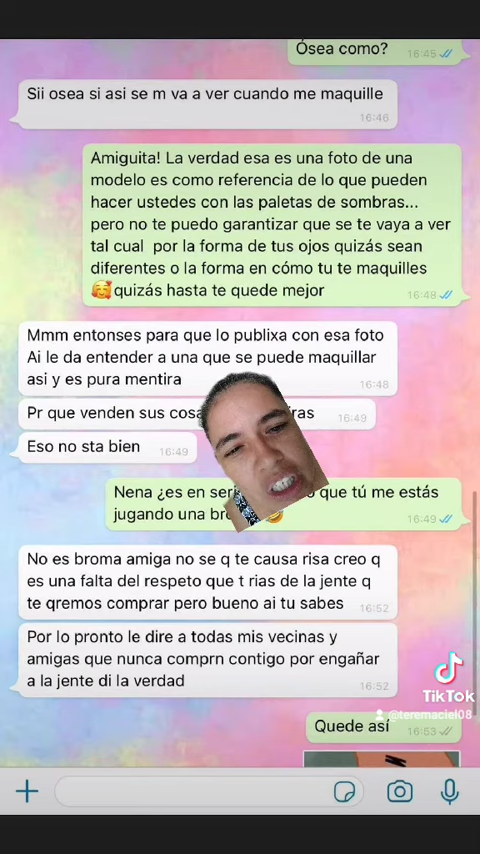 Ósea como?
16:45
Sii osea si asi se m va a ver cuando me maquille
16:46
Amiguita! La verdad esa es una foto de una
modelo es como referencia de lo que pueden
hacer ustedes con las paletas de sombras...
pero no te puedo garantizar que se te vaya a ver
tal cual por la forma de tus ojos quizás sean
diferentes o la forma en cómo tu te maquilles
🥰quizás hasta te quede mejor
16:48
Mmm entonses para que lo publixa con esa foto
Ai le da entender a una que se puede maquillar
asi y es pura mentira
16:48
Pr que venden sus cosa
ras
16:49
Eso no sta bien
16:49
Nena ¿es en seri
que tú me estás
jugando una br
16:49
No es broma amiga no se q te causa risa creo q
es una falta del respeto que t rias de la jente q
te qremos comprar pero bueno ai tu sabes
16:52
Por lo pronto le dire a todas mis vecinas y
amigas que nunca comprn contigo por engañar
a la jente di la verdad
16:52
TikTok
@teremaciel08
Quede así
16:53